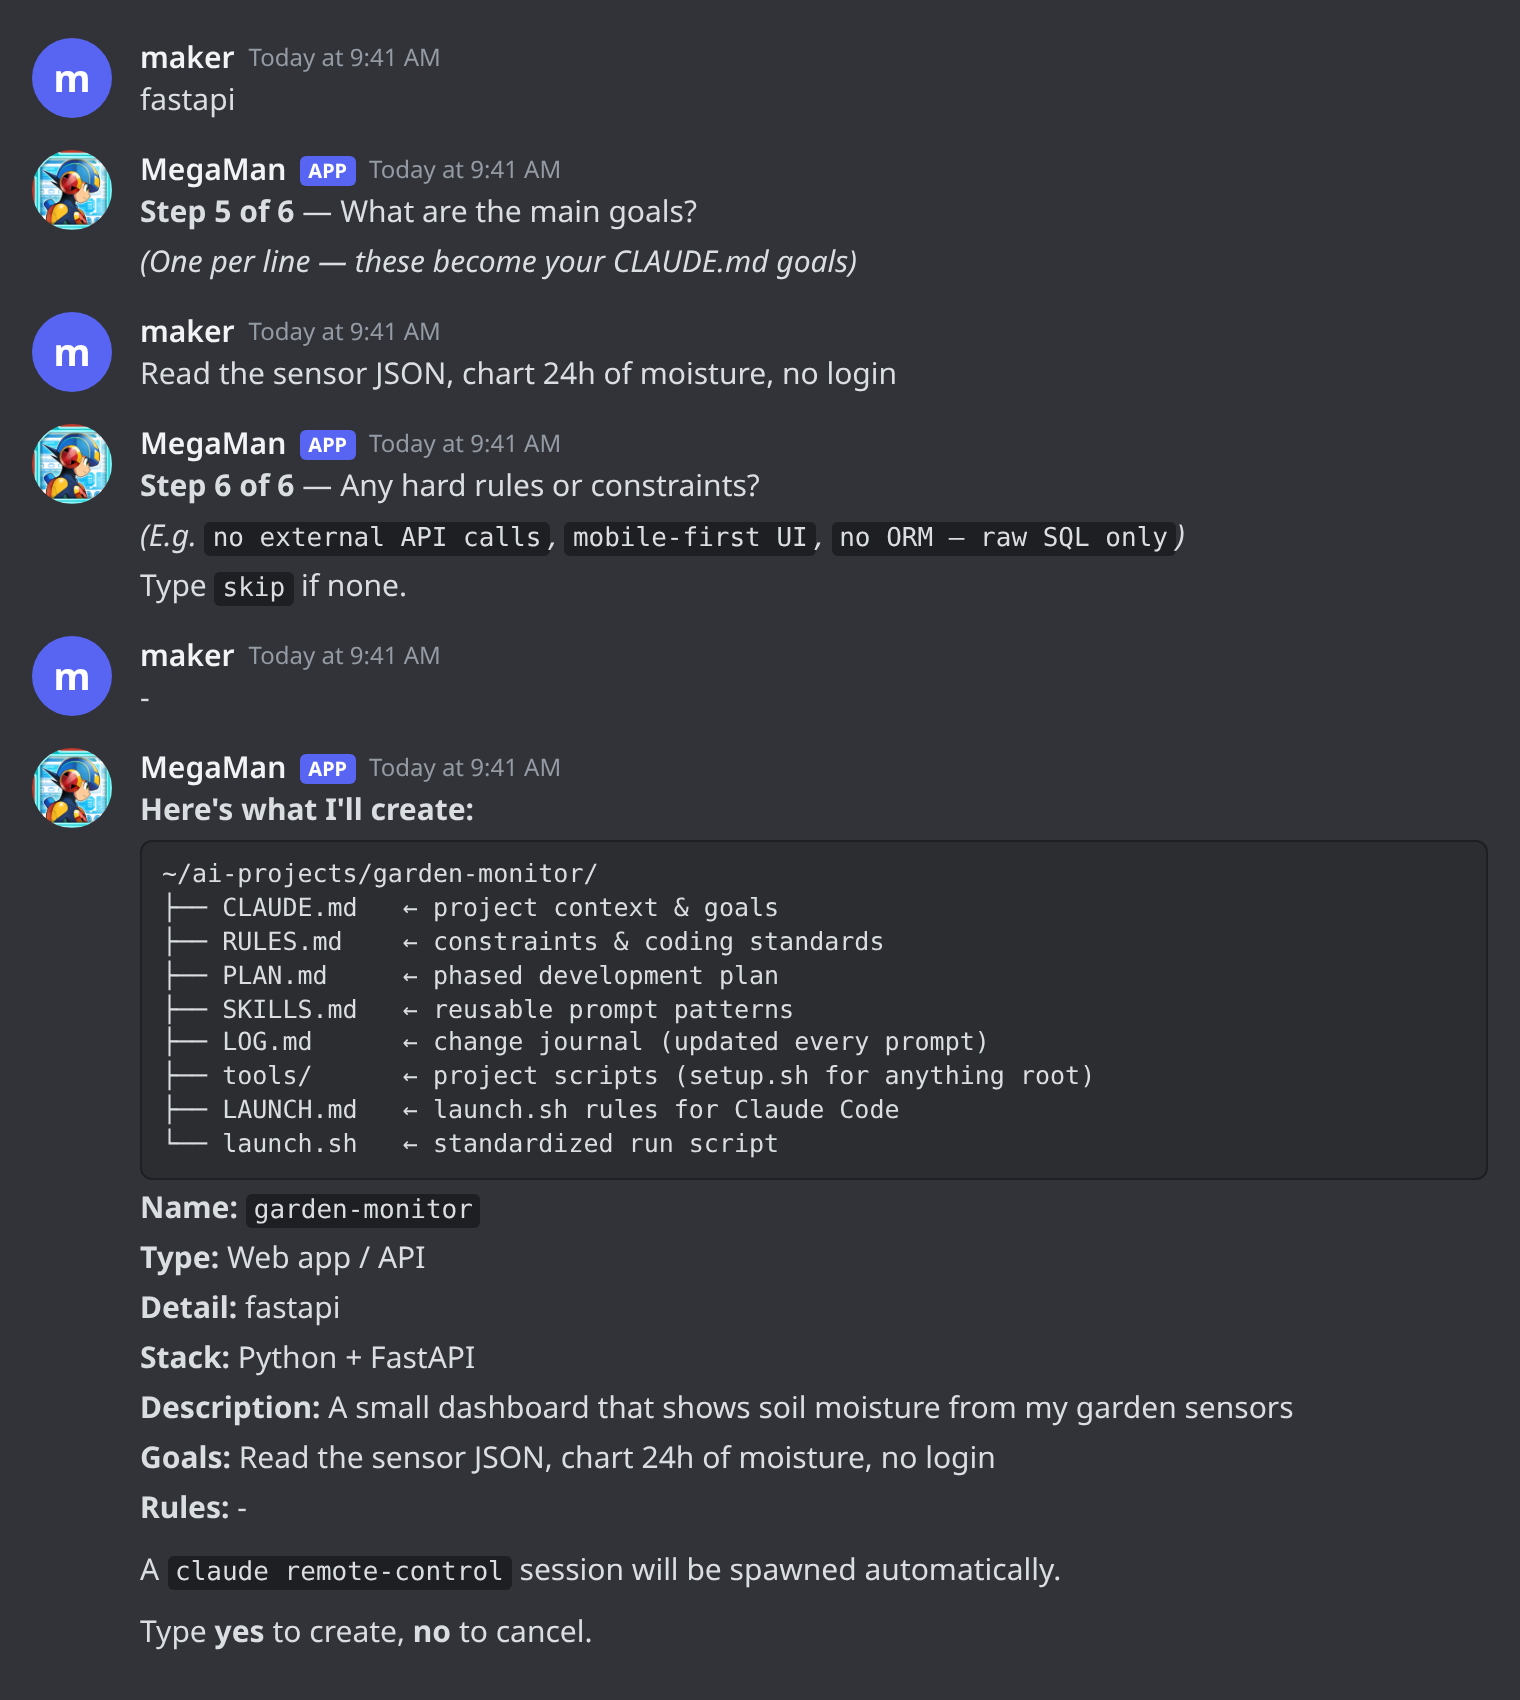 m
maker Today at 9:41 AM
fastapi
MegaMan APP Today at 9:41 AM
Step 5 of 6 — What are the main goals?
(One per line — these become your CLAUDE.md goals)
m
maker Today at 9:41 AM
Read the sensor JSON, chart 24h of moisture, no login
MegaMan APP Today at 9:41 AM
Step 6 of 6 — Any hard rules or constraints?
(E.g. no external API calls, mobile-first UI, no ORM — raw SQL only)
Type skip if none.
m
maker Today at 9:41 AM
-
MegaMan APP Today at 9:41 AM
Here's what I'll create:
~/ai-projects/garden-monitor/
├── CLAUDE.md   ← project context & goals
├── RULES.md    ← constraints & coding standards
├── PLAN.md     ← phased development plan
├── SKILLS.md   ← reusable prompt patterns
├── LOG.md      ← change journal (updated every prompt)
├── tools/      ← project scripts (setup.sh for anything root)
├── LAUNCH.md   ← launch.sh rules for Claude Code
└── launch.sh   ← standardized run script
Name: garden-monitor
Type: Web app / API
Detail: fastapi
Stack: Python + FastAPI
Description: A small dashboard that shows soil moisture from my garden sensors
Goals: Read the sensor JSON, chart 24h of moisture, no login
Rules: -
A claude remote-control session will be spawned automatically.
Type yes to create, no to cancel.